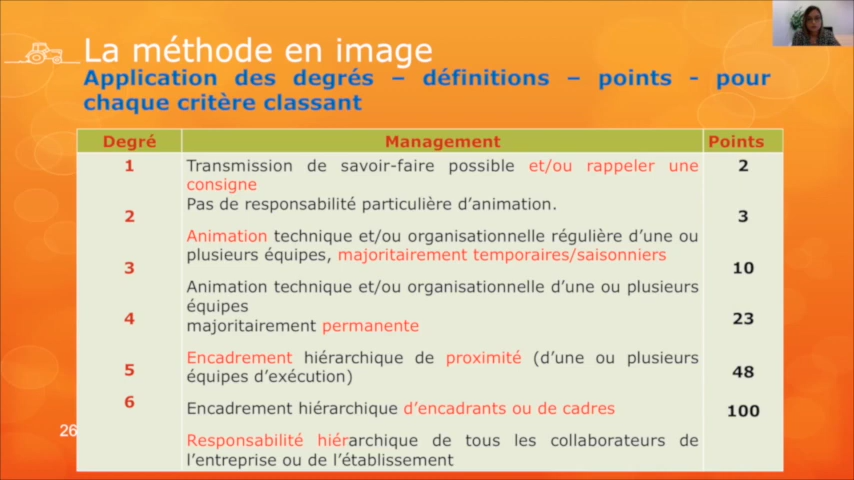 La méthode en image
Application des degrés – définitions – points - pour
chaque critère classant
Degré Management Points
1 Transmission de savoir-faire possible et/ou rappeler une 2
consigne
Pas de responsabilité particulière d’animation.
2 3
Animation technique et/ou organisationnelle régulière d’une ou
plusieurs équipes, majoritairement temporaires/saisonniers
3 10
Animation technique et/ou organisationnelle d’une ou plusieurs
équipes
4 23
majoritairement permanente
Encadrement hiérarchique de proximité (d’une ou plusieurs
5 48
équipes d’exécution)
6 Encadrement hiérarchique d’encadrants ou de cadres 100
26
Responsabilité hiérarchique de tous les collaborateurs de
l’entreprise ou de l’établissement